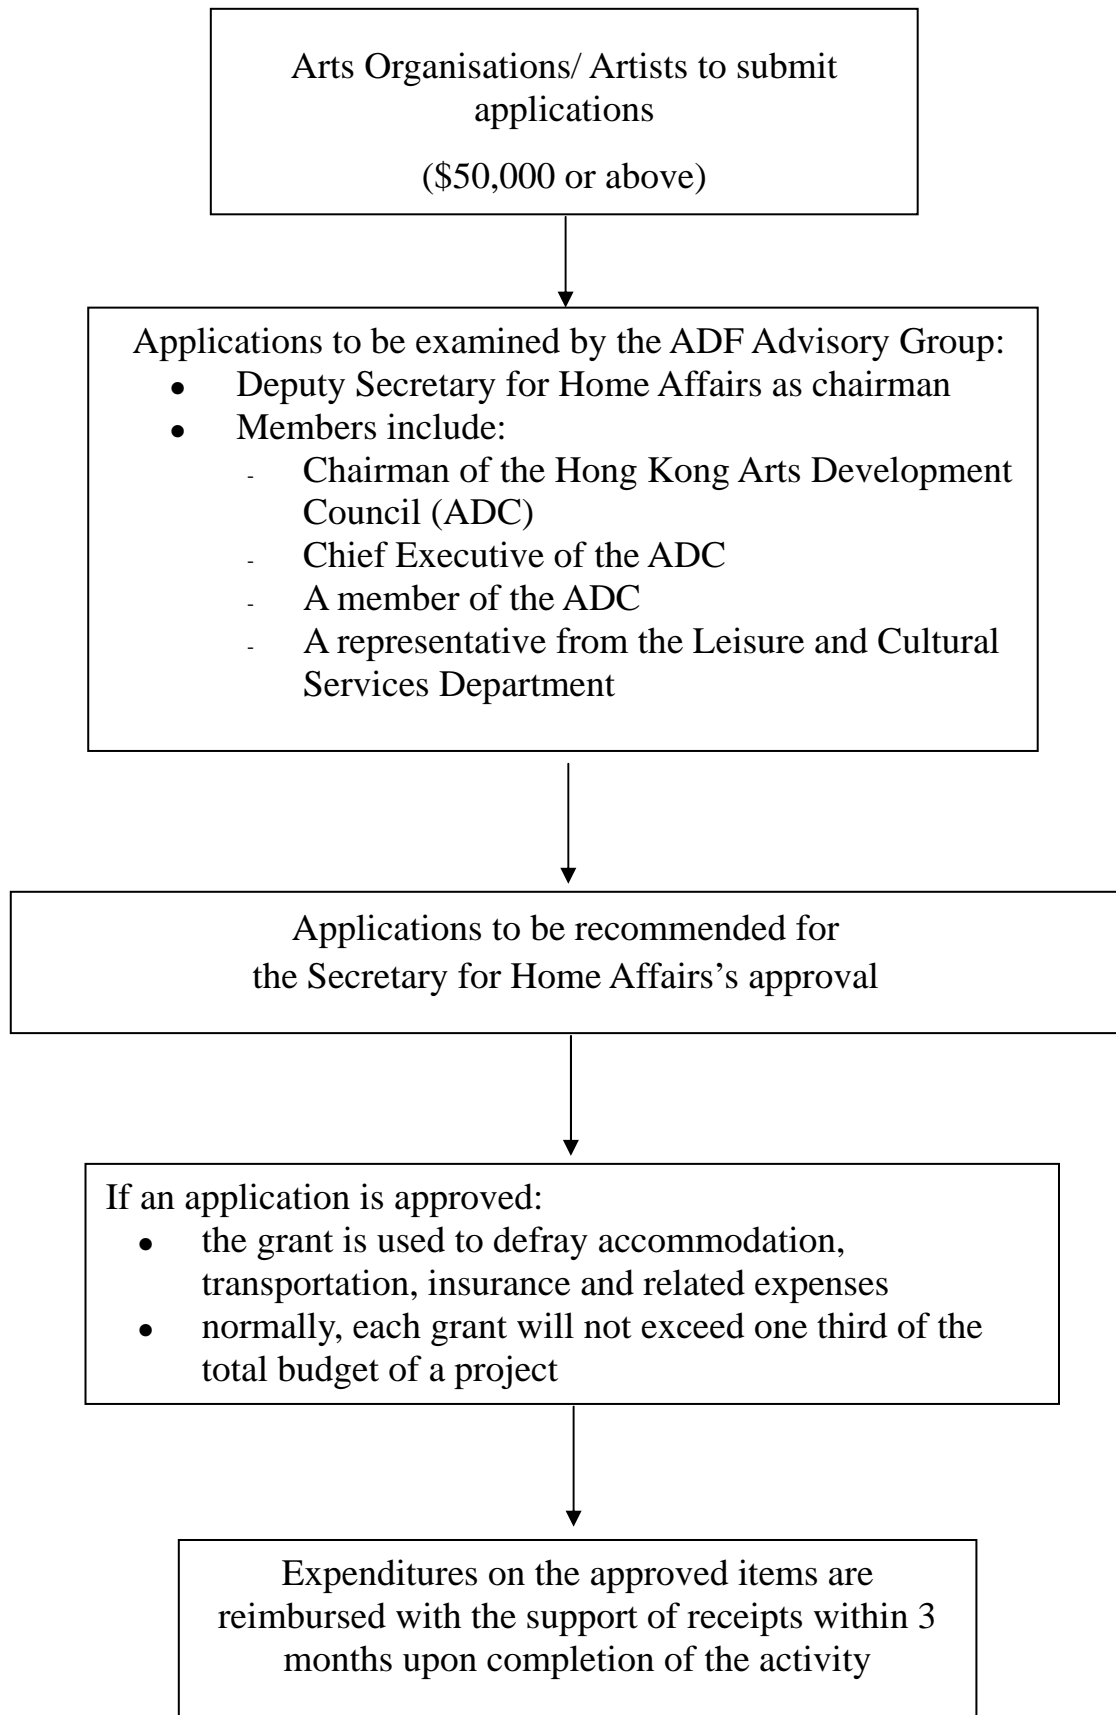 Arts Organisations/ Artists to submit
applications
($50,000 or above)
Applications to be examined by the ADF Advisory Group:
● Deputy Secretary for Home Affairs as chairman
● Members include:
- Chairman of the Hong Kong Arts Development
Council (ADC)
- Chief Executive of the ADC
- A member of the ADC
- A representative from the Leisure and Cultural
Services Department
Applications to be recommended for
the Secretary for Home Affairs’s approval
If an application is approved:
● the grant is used to defray accommodation,
transportation, insurance and related expenses
● normally, each grant will not exceed one third of the
total budget of a project
Expenditures on the approved items are
reimbursed with the support of receipts within 3
months upon completion of the activity